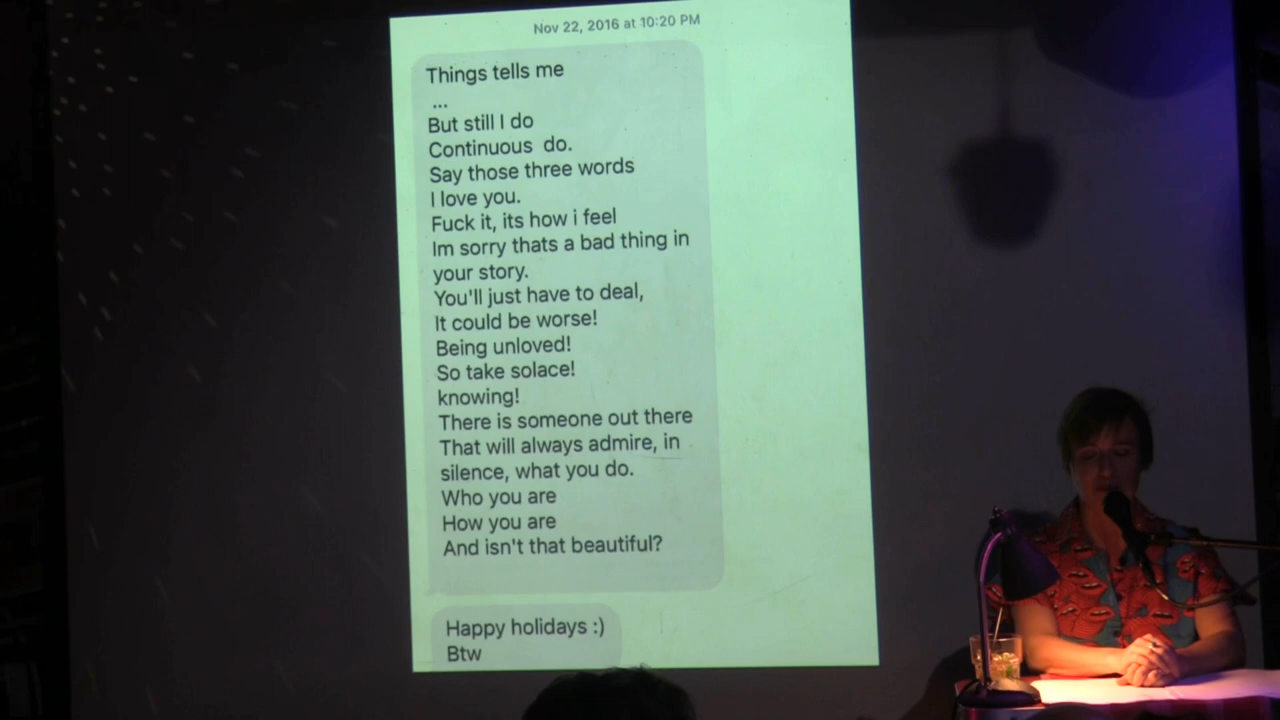 Nov 22, 2016 at 10:20 PM
Things tells me
...
But still I do
Continuous  do.
Say those three words
I love you.
Fuck it, its how i feel
Im sorry thats a bad thing in
your story.
You'll just have to deal,
It could be worse!
Being unloved!
So take solace!
knowing!
There is someone out there
That will always admire, in
silence, what you do.
Who you are
How you are
And isn't that beautiful?
Happy holidays :)
Btw